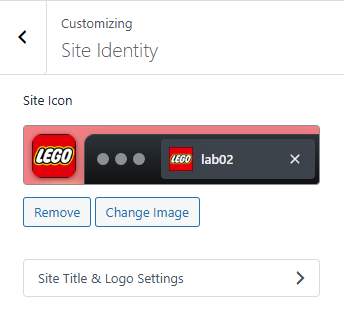 Customizing
Site Identity
Site Icon
LEGO
LEGO lab02
Remove
Change Image
Site Title & Logo Settings